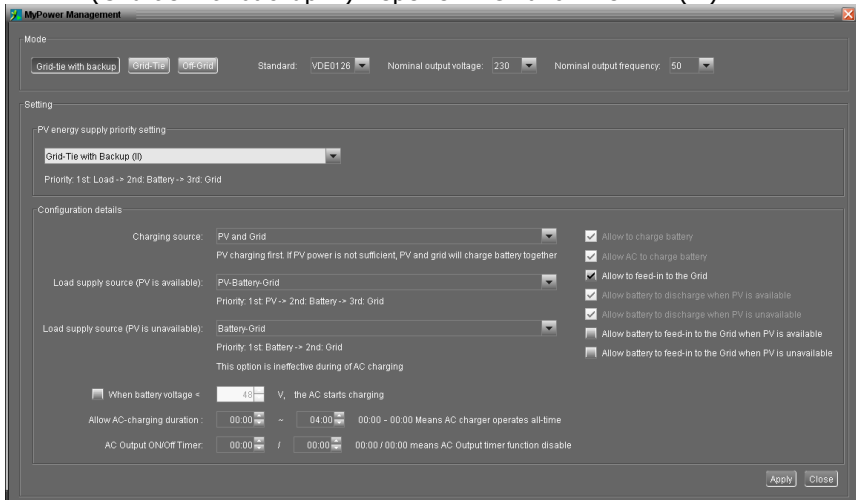 MyPower Management
Mode
Grid-tie with backup Grid-Tie Off-Grid Standard: VDE0126 Nominal output voltage: 230 Nominal output frequency: 50
Setting
PV energy supply priority setting
Grid-Tie with Backup (II)
Priority: 1st: Load -> 2nd: Battery -> 3rd: Grid
Configuration details
Charging source: PV and Grid
PV charging first. If PV power is not sufficient, PV and grid will charge battery together
Load supply source (PV is available): PV-Battery-Grid
Priority: 1st: PV -> 2nd: Battery -> 3rd: Grid
Load supply source (PV is unavailable): Battery-Grid
Priority: 1st: Battery -> 2nd: Grid
This option is ineffective during of AC charging
When battery voltage < 48 V, the AC starts charging
Allow AC-charging duration : 00:00 ~ 04:00 00:00 - 00:00 Means AC charger operates all-time
AC Output ON/Off Timer: 00:00 / 00:00 00:00 / 00:00 means AC Output timer function disable
Allow to charge battery
Allow AC to charge battery
Allow to feed-in to the Grid
Allow battery to discharge when PV is available
Allow battery to discharge when PV is unavailable
Allow battery to feed-in to the Grid when PV is available
Allow battery to feed-in to the Grid when PV is unavailable
Apply Close